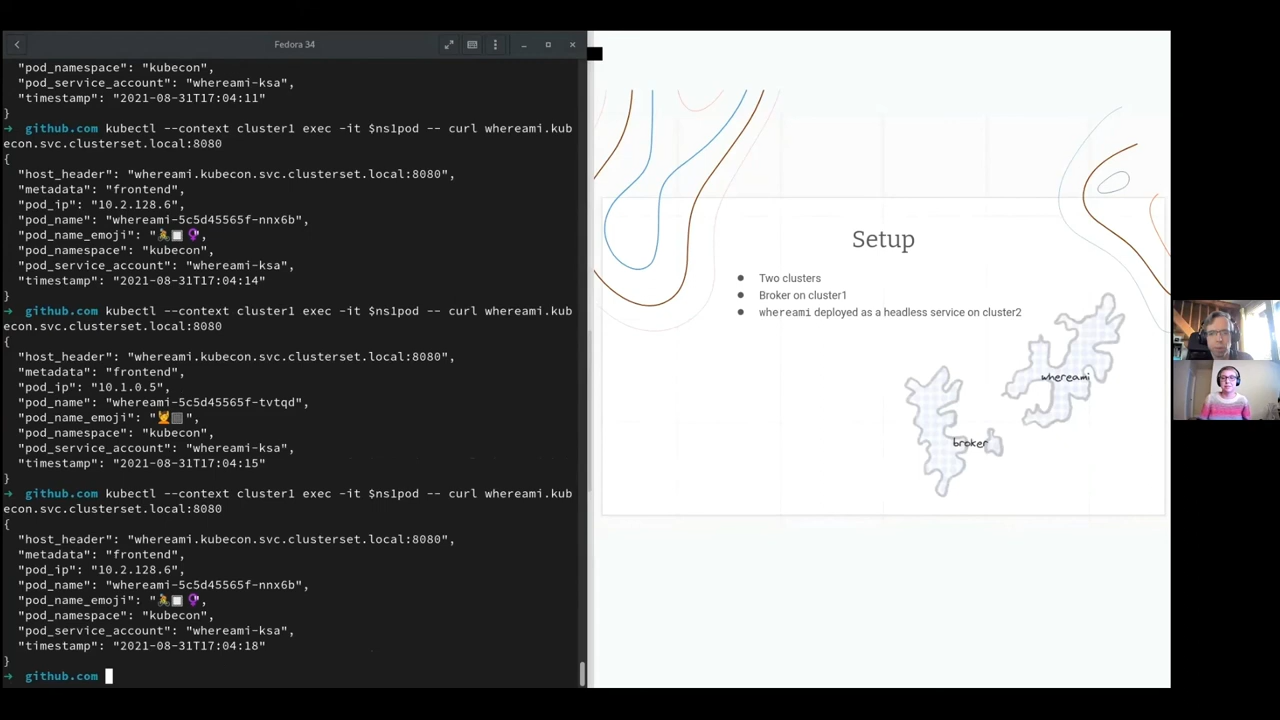 Fedora 34
"pod_namespace": "kubecon",
"pod_service_account": "whereami-ksa",
"timestamp": "2021-08-31T17:04:11"
}
➜ github.com kubectl --context cluster1 exec -it $ns1pod -- curl whereami.kub
econ.svc.clusterset.local:8080
{
"host_header": "whereami.kubecon.svc.clusterset.local:8080",
"metadata": "frontend",
"pod_ip": "10.2.128.6",
"pod_name": "whereami-5c5d45565f-nnx6b",
"pod_name_emoji": "🚴🔲♀",
"pod_namespace": "kubecon",
"pod_service_account": "whereami-ksa",
"timestamp": "2021-08-31T17:04:14"
}
➜ github.com kubectl --context cluster1 exec -it $ns1pod -- curl whereami.kub
econ.svc.clusterset.local:8080
{
"host_header": "whereami.kubecon.svc.clusterset.local:8080",
"metadata": "frontend",
"pod_ip": "10.1.0.5",
"pod_name": "whereami-5c5d45565f-tvtqd",
"pod_name_emoji": "💆🏽",
"pod_namespace": "kubecon",
"pod_service_account": "whereami-ksa",
"timestamp": "2021-08-31T17:04:15"
}
➜ github.com kubectl --context cluster1 exec -it $ns1pod -- curl whereami.kub
econ.svc.clusterset.local:8080
{
"host_header": "whereami.kubecon.svc.clusterset.local:8080",
"metadata": "frontend",
"pod_ip": "10.2.128.6",
"pod_name": "whereami-5c5d45565f-nnx6b",
"pod_name_emoji": "🚴🔲♀",
"pod_namespace": "kubecon",
"pod_service_account": "whereami-ksa",
"timestamp": "2021-08-31T17:04:18"
}
➜ github.com
Setup
● Two clusters
● Broker on cluster1
● whereami deployed as a headless service on cluster2
whereami
broker